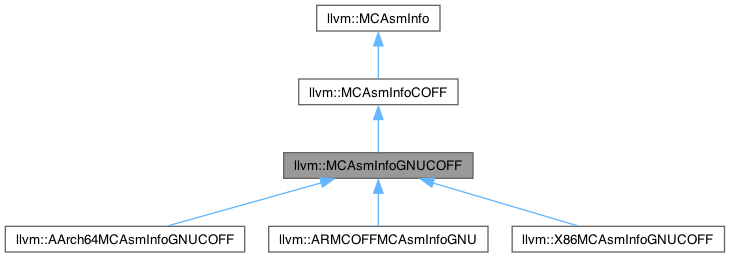 llvm::MCAsmInfo
llvm::MCAsmInfoCOFF
llvm::MCAsmInfoGNUCOFF
llvm::AArch64MCAsmInfoGNUCOFF
llvm::ARMCOFFMCAsmInfoGNU
llvm::X86MCAsmInfoGNUCOFF